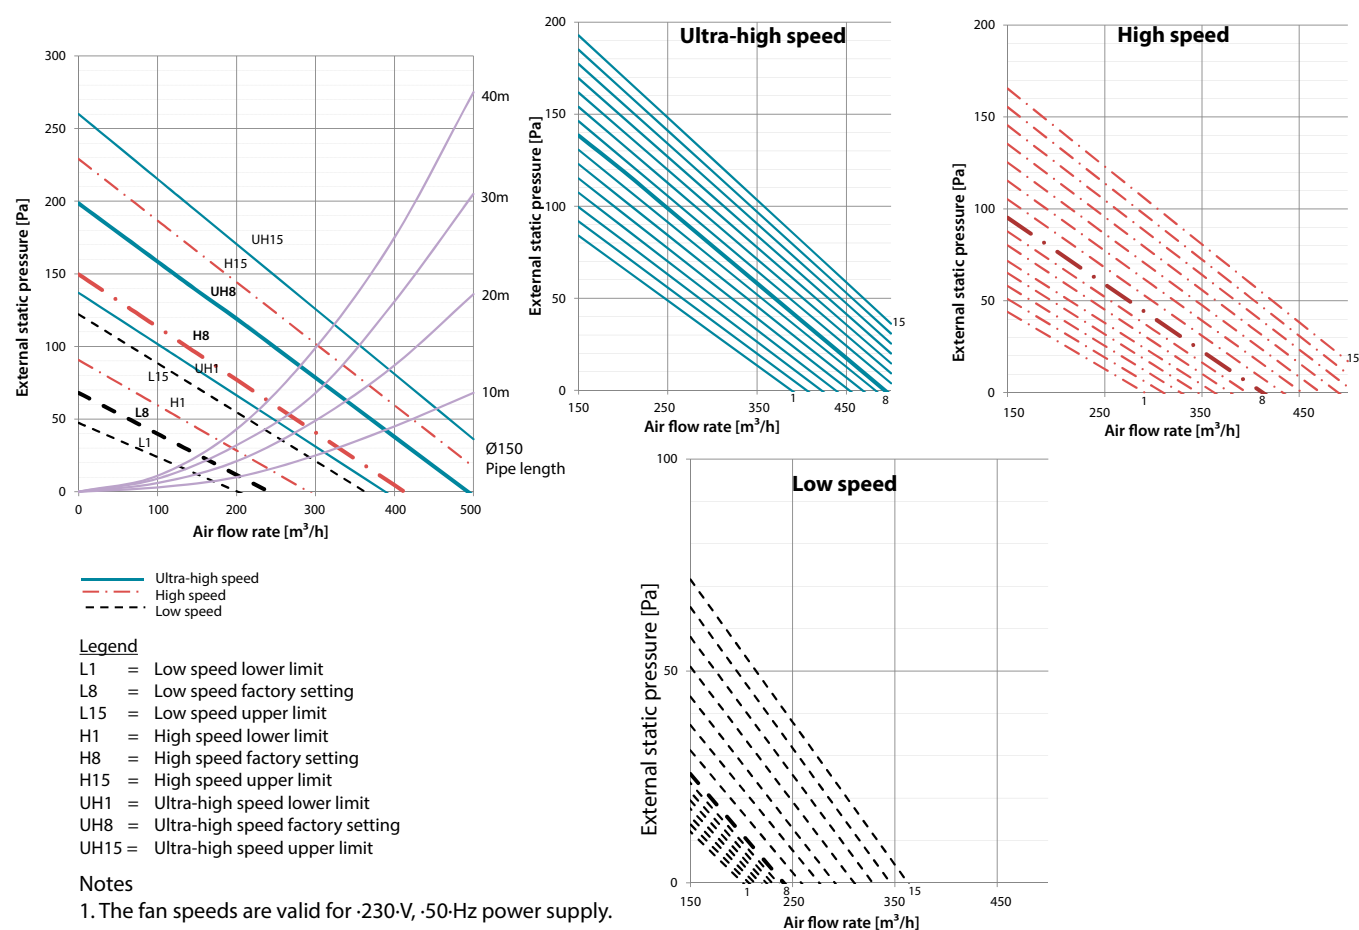 300
250
200
150
100
50
0
External static pressure [Pa]
0
100
200
300
400
500
Air flow rate [m³/h]
UH15
H15
UH8
H8
UH1
L15
H1
L8
L1
40m
30m
20m
10m
Ø150
Pipe length
Ultra-high speed
200
150
100
50
0
External static pressure [Pa]
150
250
350
450
1
8
15
Air flow rate [m³/h]
High speed
200
150
100
50
0
External static pressure [Pa]
150
250
350
450
1
8
15
Air flow rate [m³/h]
Low speed
100
50
0
External static pressure [Pa]
150
250
350
450
1
8
15
Air flow rate [m³/h]
Ultra-high speed
High speed
Low speed
Legend
L1 = Low speed lower limit
L8 = Low speed factory setting
L15 = Low speed upper limit
H1 = High speed lower limit
H8 = High speed factory setting
H15 = High speed upper limit
UH1 = Ultra-high speed lower limit
UH8 = Ultra-high speed factory setting
UH15 = Ultra-high speed upper limit
Notes
1. The fan speeds are valid for ·230·V, ·50·Hz power supply.